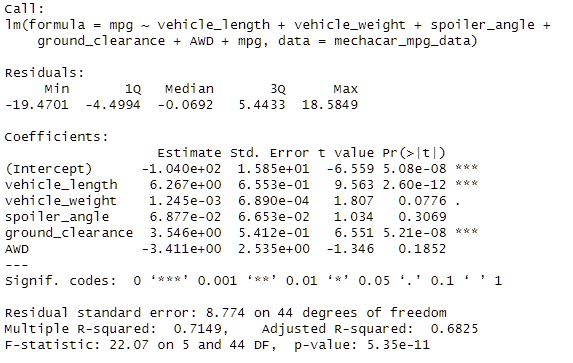 Call:
lm(formula = mpg ~ vehicle_length + vehicle_weight + spoiler_angle +
    ground_clearance + AWD + mpg, data = mechacar_mpg_data)
Residuals:
     Min       1Q   Median       3Q      Max
-19.4701  -4.4994  -0.0692   5.4433  18.5849
Coefficients:
                   Estimate Std. Error t value Pr(>|t|)
(Intercept)      -1.040e+02  1.585e+01  -6.559 5.08e-08 ***
vehicle_length    6.267e+00  6.553e-01   9.563 2.60e-12 ***
vehicle_weight    1.245e-03  6.890e-04   1.807   0.0776 .
spoiler_angle     6.877e-02  6.653e-02   1.034   0.3069
ground_clearance  3.546e+00  5.412e-01   6.551 5.21e-08 ***
AWD              -3.411e+00  2.535e+00  -1.346   0.1852
---
Signif. codes:  0 ‘***’ 0.001 ‘**’ 0.01 ‘*’ 0.05 ‘.’ 0.1 ‘ ’ 1
Residual standard error: 8.774 on 44 degrees of freedom
Multiple R-squared:  0.7149,    Adjusted R-squared:  0.6825
F-statistic: 22.07 on 5 and 44 DF,  p-value: 5.35e-11